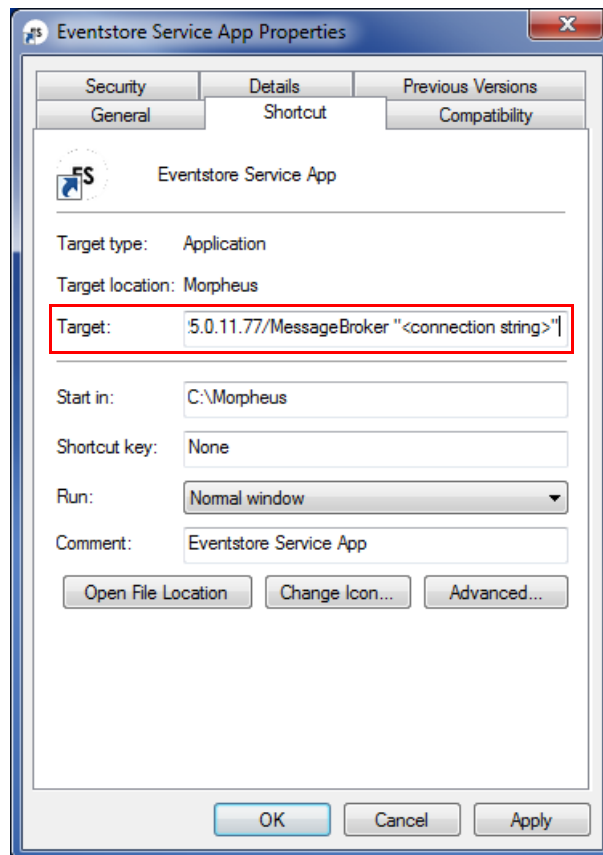 ES Eventstore Service App Properties X
Security Details Previous Versions
General Shortcut Compatibility
ES Eventstore Service App
Target type: Application
Target location: Morpheus
Target: 5.0.11.77/MessageBroker "<connection string>"
Start in: C:\Morpheus
Shortcut key: None
Run: Normal window
Comment: Eventstore Service App
Open File Location Change Icon... Advanced...
OK Cancel Apply